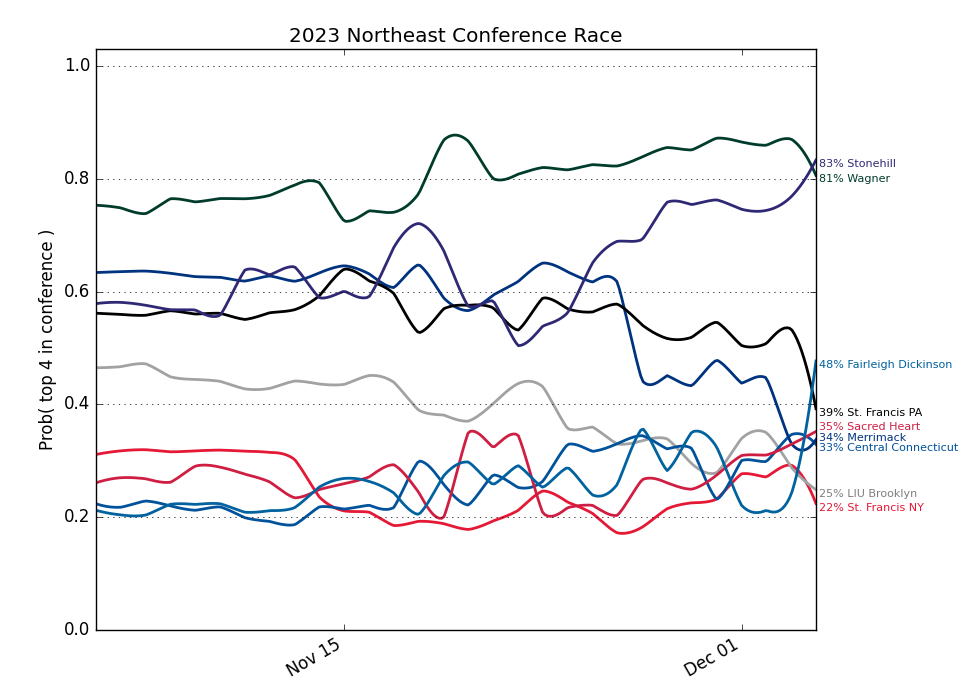 2023 Northeast Conference Race
Prob( top 4 in conference )
1.0
0.8
0.6
0.4
0.2
0.0
Nov 15
Dec 01
83% Stonehill
81% Wagner
48% Fairleigh Dickinson
39% St. Francis PA
35% Sacred Heart
34% Merrimack
33% Central Connecticut
25% LIU Brooklyn
22% St. Francis NY